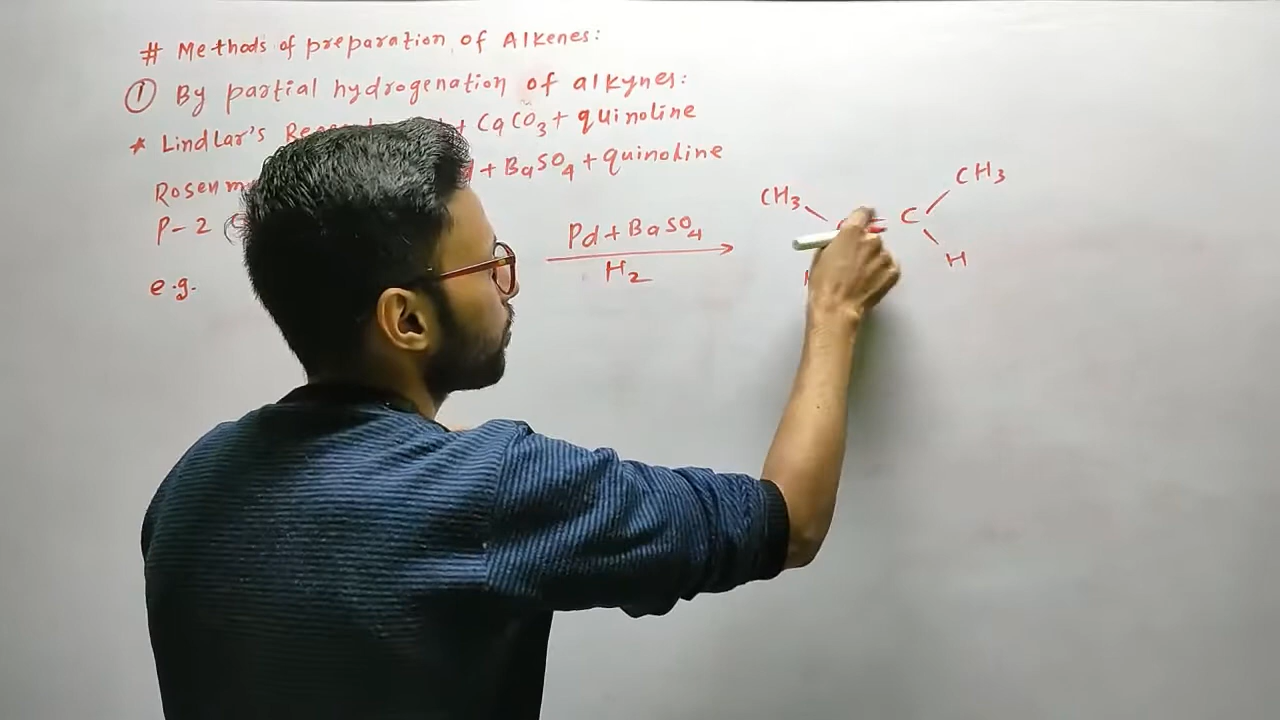 # Methods of preparation of Alkenes:
① By partial hydrogenation of alkynes:
* Lindlar's + CaCO3 + quinoline
+ BaSO4 + quinoline
P-2
e.g.
Pd + BaSO4
H2
CH3 CH3
C
H